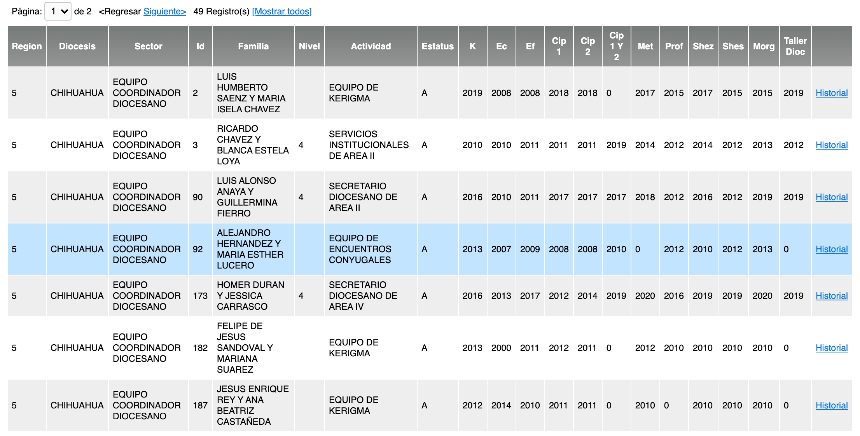 Página: 1 de 2 <Regresar Siguiente> 49 Registro(s) [Mostrar todos]
Region Diocesis Sector Id Familia Nivel Actividad Estatus K Ec Ef Cip 1 Cip 2 Cip 1 Y 2 Met Prof Shez Shes Morg Taller Dioc
5 CHIHUAHUA EQUIPO COORDINADOR DIOCESANO 2 LUIS HUMBERTO SAENZ Y MARIA ISELA CHAVEZ EQUIPO DE KERIGMA A 2019 2008 2008 2018 2018 0 2017 2015 2017 2015 2015 2019 Historial
5 CHIHUAHUA EQUIPO COORDINADOR DIOCESANO 3 RICARDO CHAVEZ Y BLANCA ESTELA LOYA 4 SERVICIOS INSTITUCIONALES DE AREA II A 2010 2010 2011 2011 2011 2019 2014 2012 2014 2012 2013 2012 Historial
5 CHIHUAHUA EQUIPO COORDINADOR DIOCESANO 90 LUIS ALONSO ANAYA Y GUILLERMINA FIERRO 4 SECRETARIO DIOCESANO DE AREA II A 2016 2010 2011 2017 2017 2017 2018 2012 2016 2012 2019 2019 Historial
5 CHIHUAHUA EQUIPO COORDINADOR DIOCESANO 92 ALEJANDRO HERNANDEZ Y MARIA ESTHER LUCERO EQUIPO DE ENCUENTROS CONYUGALES A 2013 2007 2009 2008 2008 2010 0 2012 2010 2012 2013 0 Historial
5 CHIHUAHUA EQUIPO COORDINADOR DIOCESANO 173 HOMER DURAN Y JESSICA CARRASCO 4 SECRETARIO DIOCESANO DE AREA IV A 2016 2013 2017 2012 2014 2019 2020 2016 2019 2019 2020 2019 Historial
5 CHIHUAHUA EQUIPO COORDINADOR DIOCESANO 182 FELIPE DE JESUS SANDOVAL Y MARIANA SUAREZ EQUIPO DE KERIGMA A 2013 2000 2011 2012 2011 0 2012 2010 2010 2010 2010 0 Historial
5 CHIHUAHUA EQUIPO COORDINADOR DIOCESANO 187 JESUS ENRIQUE REY Y ANA BEATRIZ CASTAÑEDA EQUIPO DE KERIGMA A 2012 2014 2010 2011 2011 0 2010 0 2010 2010 2010 0 Historial